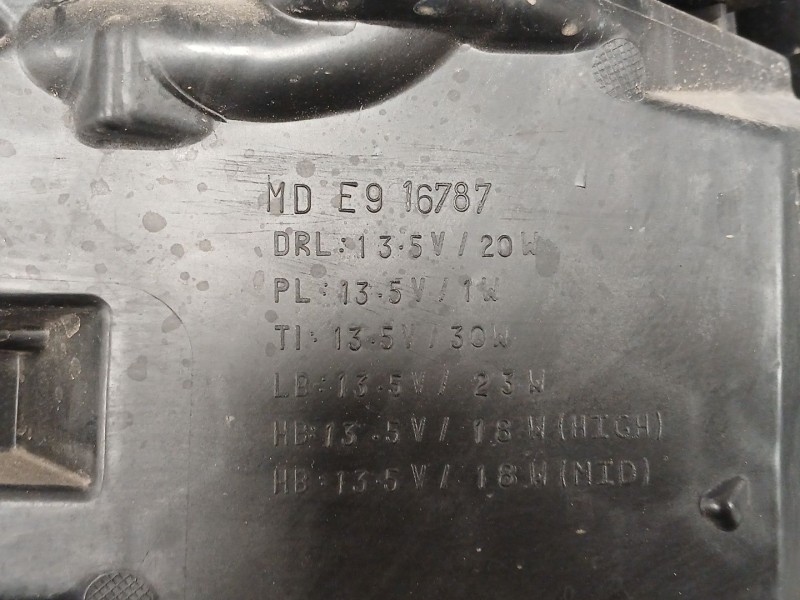 MD E9 16787
DRL: 13.5V / 20W
PL: 13.5V / 1W
TI: 13.5V / 30W
LB: 13.5V / 23W
HB: 13.5V / 18W (HIGH)
HB: 13.5V / 18W (MID)